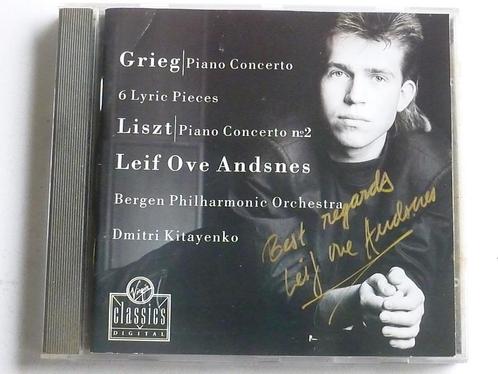 Grieg|Piano Concerto
6 Lyric Pieces
Liszt|Piano Concerto nº2
Leif Ove Andsnes
Bergen Philharmonic Orchestra
Dmitri Kitayenko
Best regards
Leif Ove Andsnes
Virgin
classics
DIGITAL